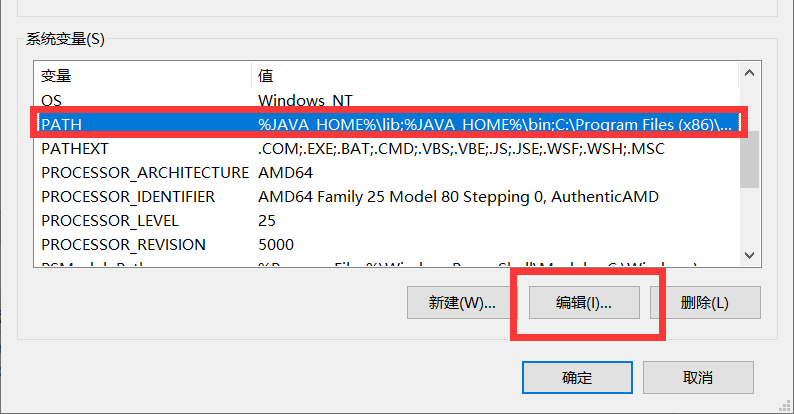 系统变量(S)
变量 值
OS Windows_NT
PATH %JAVA_HOME%\lib;%JAVA_HOME%\bin;C:\Program Files (x86)\...
PATHEXT .COM;.EXE;.BAT;.CMD;.VBS;.VBE;.JS;.JSE;.WSF;.WSH;.MSC
PROCESSOR_ARCHITECTURE AMD64
PROCESSOR_IDENTIFIER AMD64 Family 25 Model 80 Stepping 0, AuthenticAMD
PROCESSOR_LEVEL 25
PROCESSOR_REVISION 5000
新建(W)... 编辑(I)... 删除(L)
确定 取消